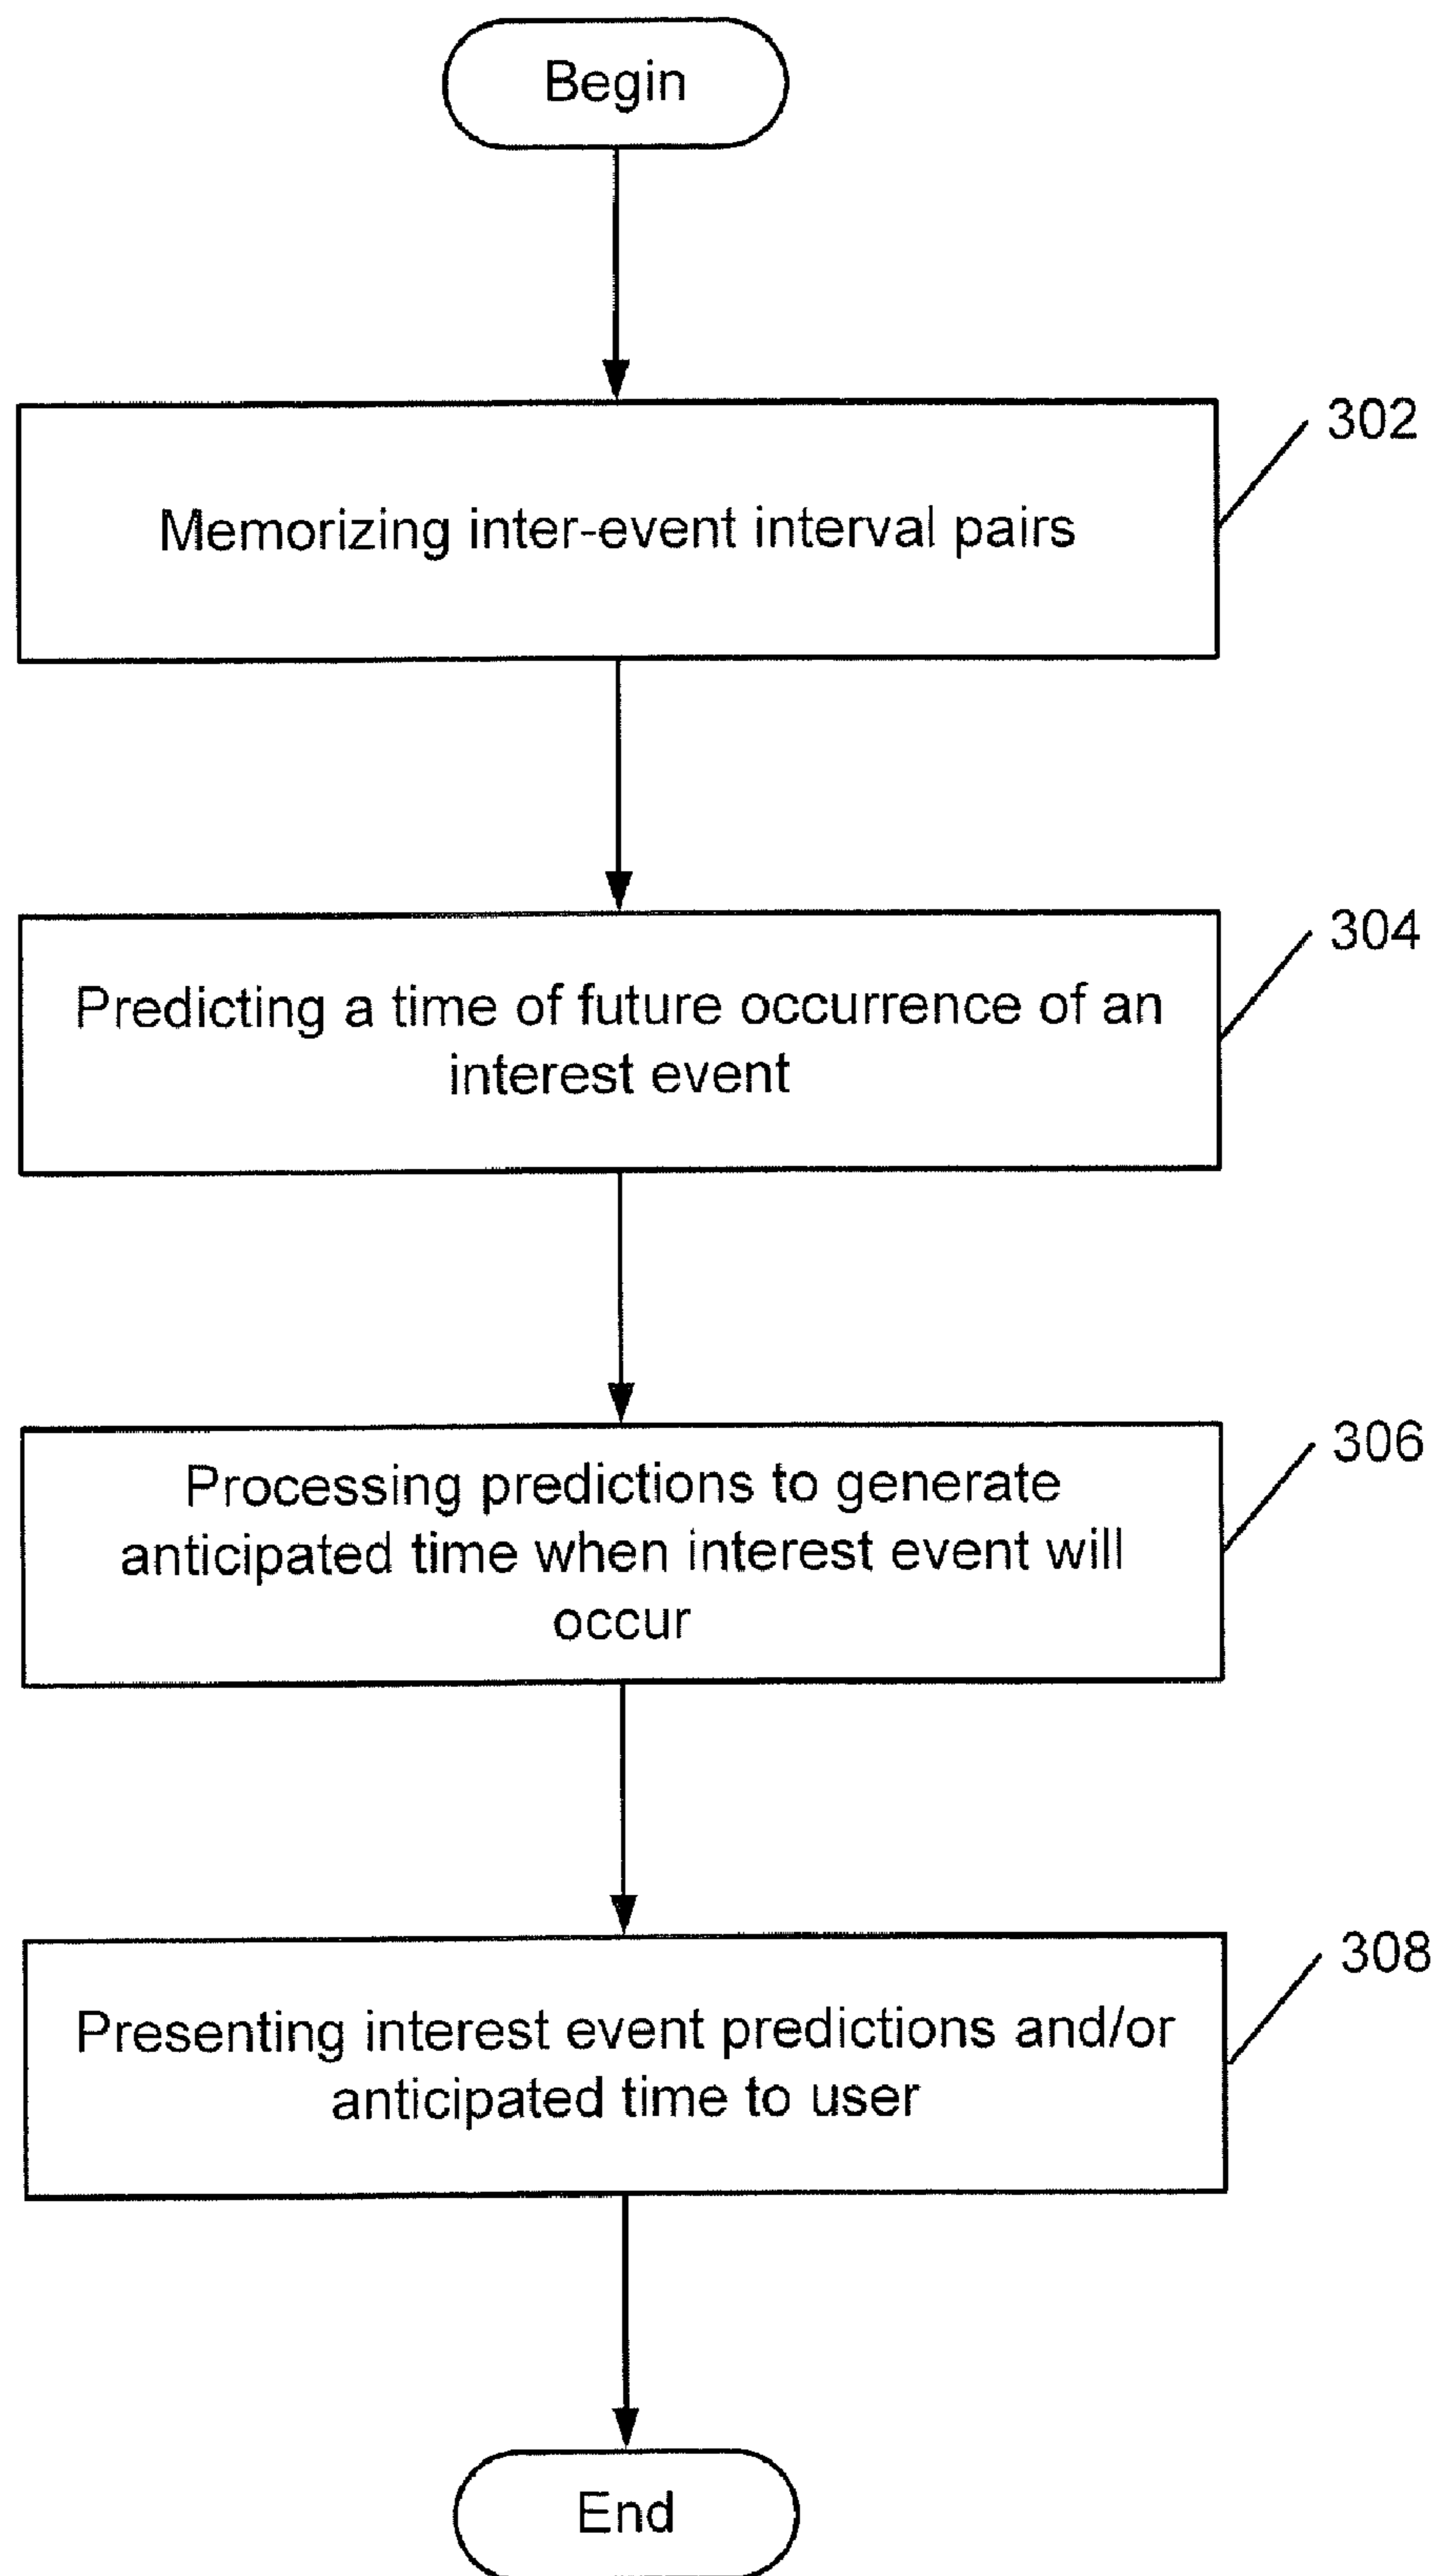 Begin
302
Memorizing inter-event interval pairs
304
Predicting a time of future occurrence of an
interest event
306
Processing predictions to generate
anticipated time when interest event will
occur
308
Presenting interest event predictions and/or
anticipated time to user
End